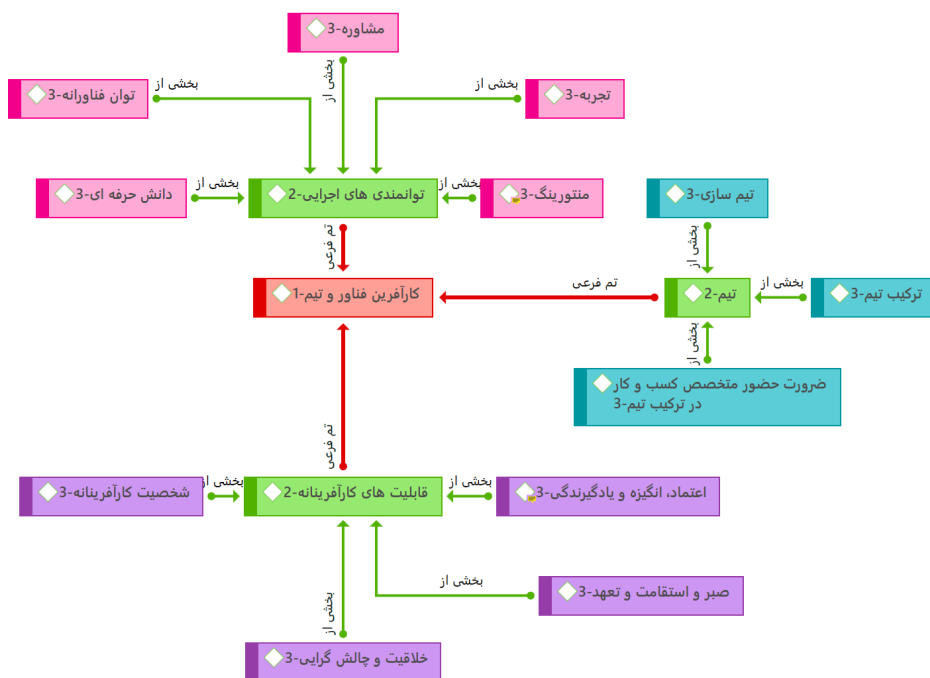 مشاوره-3
توان فناورانه-3
بخشی از
بخشی از
بخشی از
تجربه-3
دانش حرفه ای-3
بخشی از
توانمندی های اجرایی-2
بخشی از
منتورینگ-3
تیم سازی-3
تم فرعی
بخشی از
کارآفرین فناور و تیم-1
تم فرعی
تیم-2
بخشی از
ترکیب تیم-3
بخشی از
ضرورت حضور متخصص کسب و کار
در ترکیب تیم-3
تم فرعی
شخصیت کارآفرینانه-3
بخشی از
قابلیت های کارآفرینانه-2
بخشی از
اعتماد، انگیزه و یادگیرندگی-3
بخشی از
صبر و استقامت و تعهد-3
بخشی از
خلاقیت و چالش گرایی-3